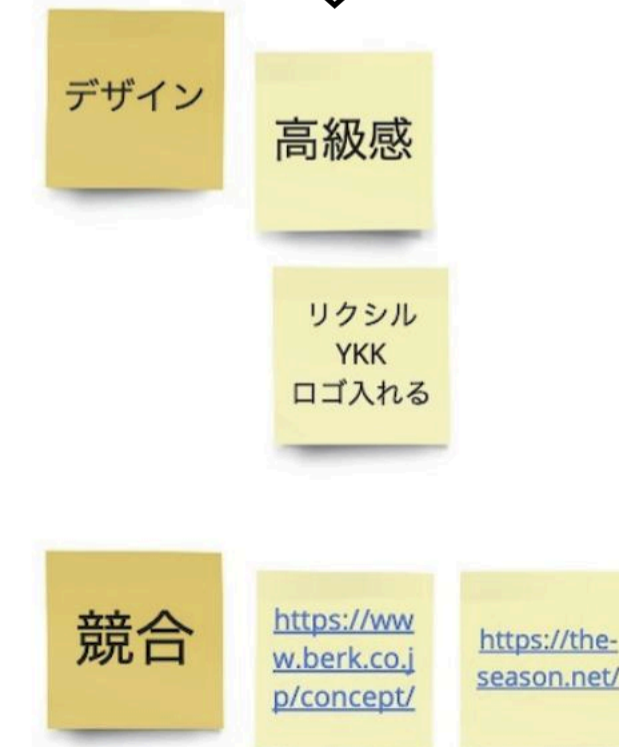 デザイン
高級感
リクシル
YKK
ロゴ入れる
競合
https://ww
w.berk.co.j
p/concept/
https://the-
season.net/